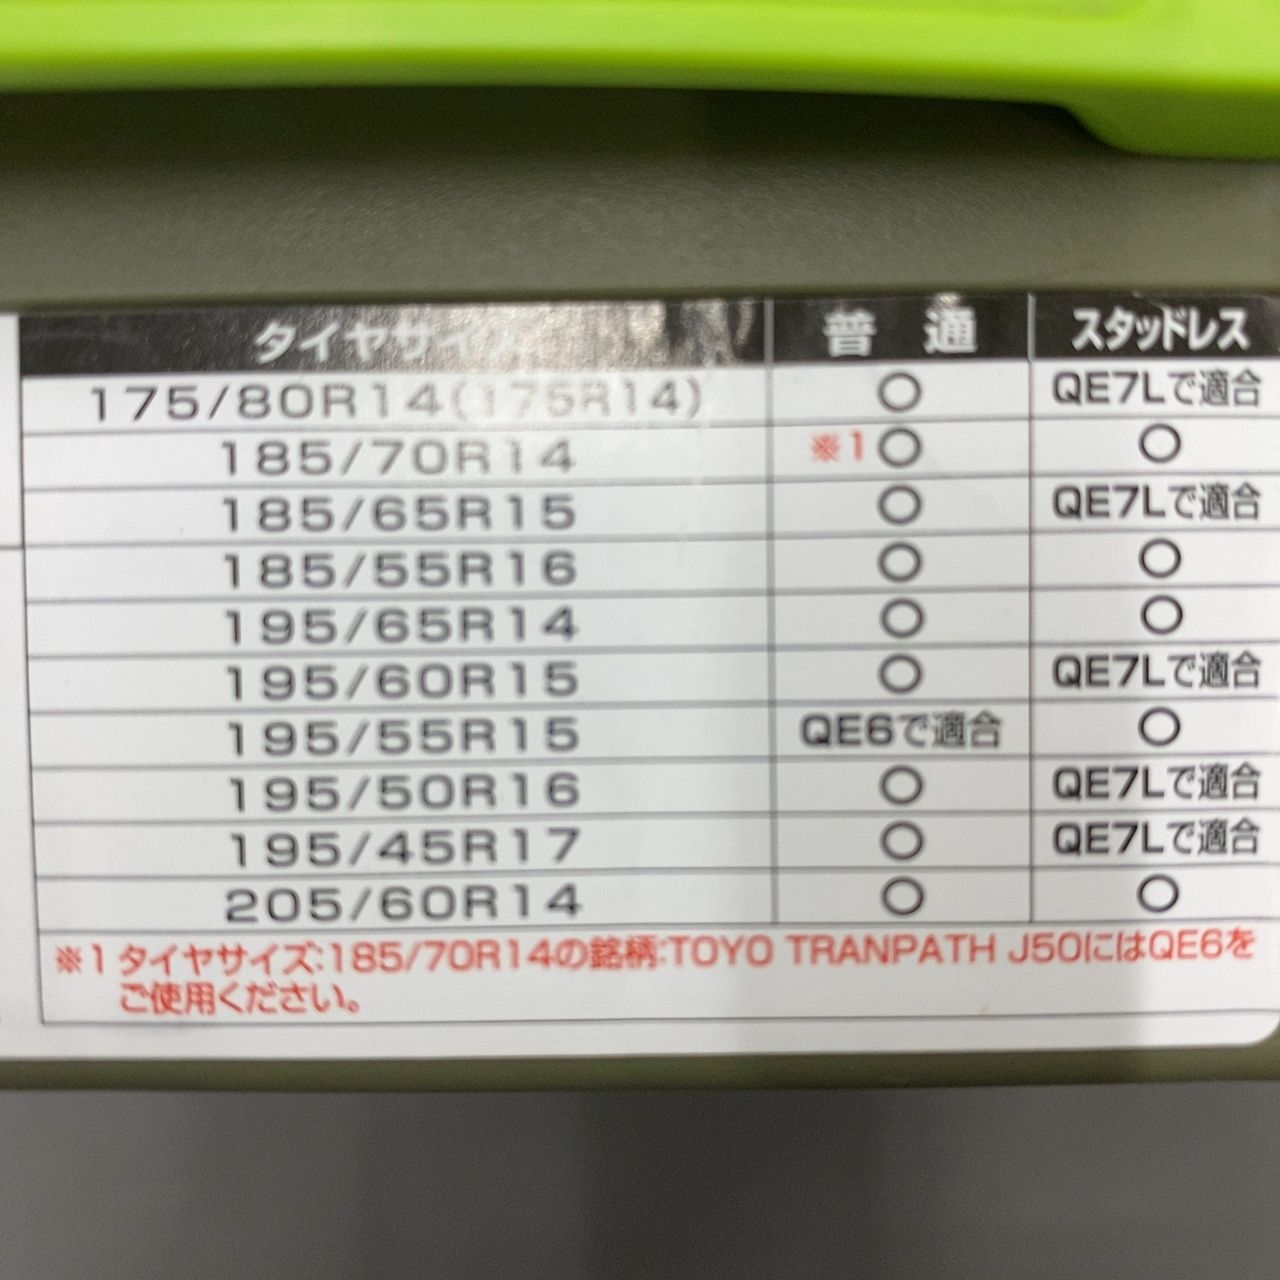 タイヤサイズ 普通 スタッドレス
175/80R14(175R14) ○ QE7Lで適合
185/70R14 ※1○ ○
185/65R15 ○ QE7Lで適合
185/55R16 ○ ○
195/65R14 ○ ○
195/60R15 ○ QE7Lで適合
195/55R15 QE6で適合 ○
195/50R16 ○ QE7Lで適合
195/45R17 ○ QE7Lで適合
205/60R14 ○ ○
※1 タイヤサイズ:185/70R14の銘柄:TOYO TRANPATH J50にはQE6を
ご使用ください。